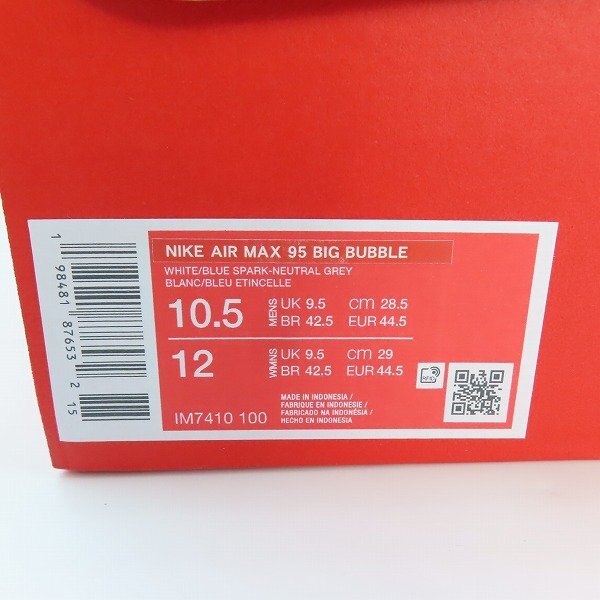 NIKE AIR MAX 95 BIG BUBBLE
WHITE/BLUE SPARK-NEUTRAL GREY
BLANC/BLEU ETINCELLE
10.5 MENS UK 9.5 cm 28.5
BR 42.5 EUR 44.5
12 WMNS UK 9.5 cm 29
BR 42.5 EUR 44.5
IM7410 100
MADE IN INDONESIA /
FABRIQUE EN INDONESIE /
FABRICADO NA INDONÉSIA /
HECHO EN INDONESIA
RFID
1 98481 87653 2 15